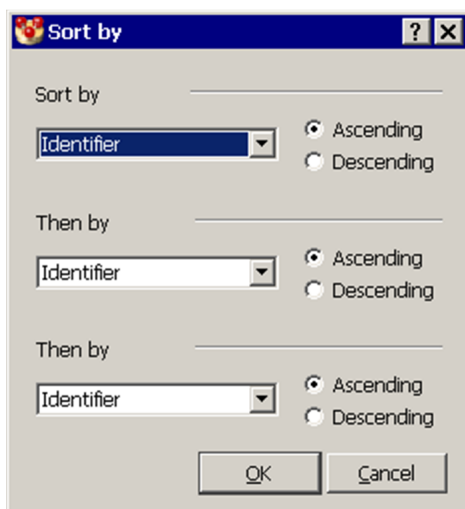 Sort by
Sort by
Identifier
Ascending
Descending
Then by
Identifier
Ascending
Descending
Then by
Identifier
Ascending
Descending
OK Cancel